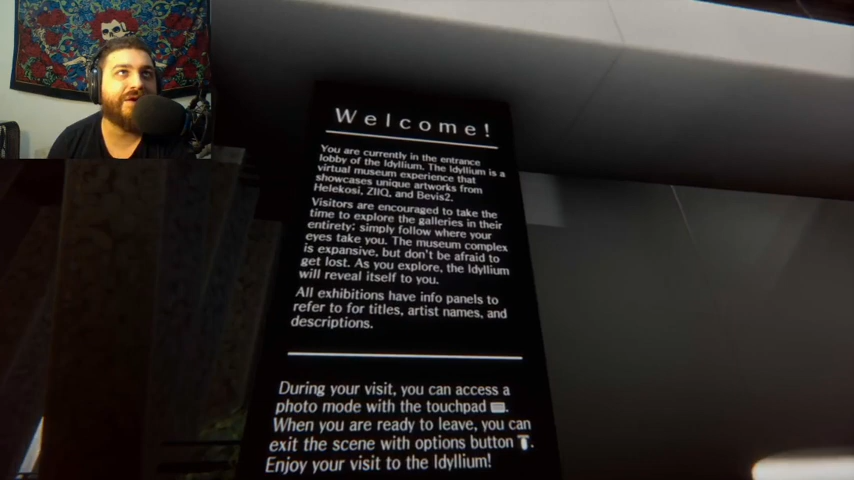 Welcome!
You are currently in the entrance
lobby of the Idyllium. The Idyllium is a
virtual museum experience that
showcases unique artworks from
Helekosi, ZIIQ, and Bevis2.
Visitors are encouraged to take the
time to explore the galleries in their
entirety; simply follow where your
eyes take you. The museum complex
is expansive, but don't be afraid to
get lost. As you explore, the Idyllium
will reveal itself to you.
All exhibitions have info panels to
refer to for titles, artist names, and
descriptions.
During your visit, you can access a
photo mode with the touchpad.
When you are ready to leave, you can
exit the scene with options button.
Enjoy your visit to the Idyllium!